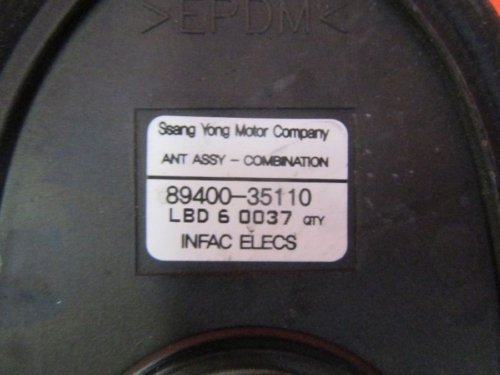 >EPDM<
Ssang Yong Motor Company
ANT ASSY - COMBINATION
89400-35110
LBD 6 0037 QTY
INFAC ELECS